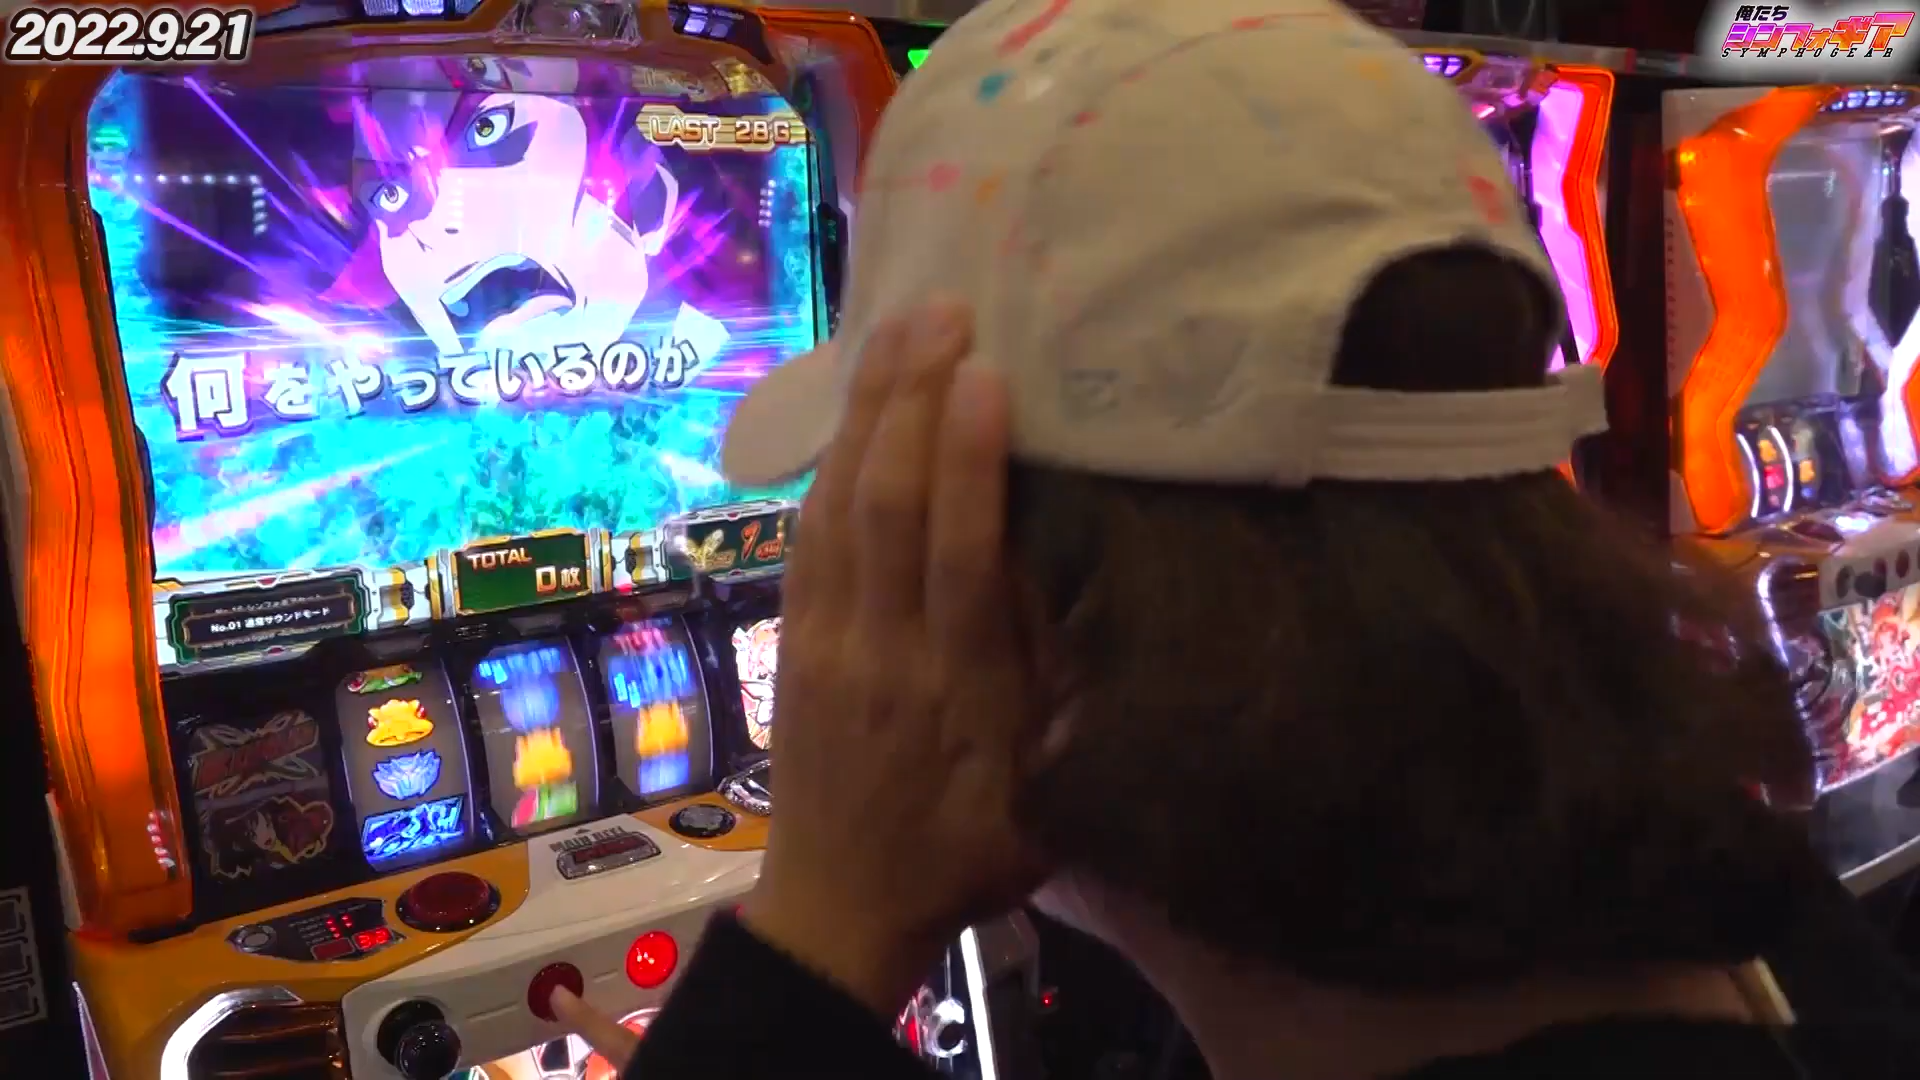 2022.9.21
俺たち
シンフォギア
SYMPHOGEAR
LAST 28G
何をやっているのか
TOTAL
0枚
No.01 通常サウンドモード
MAIN REEL